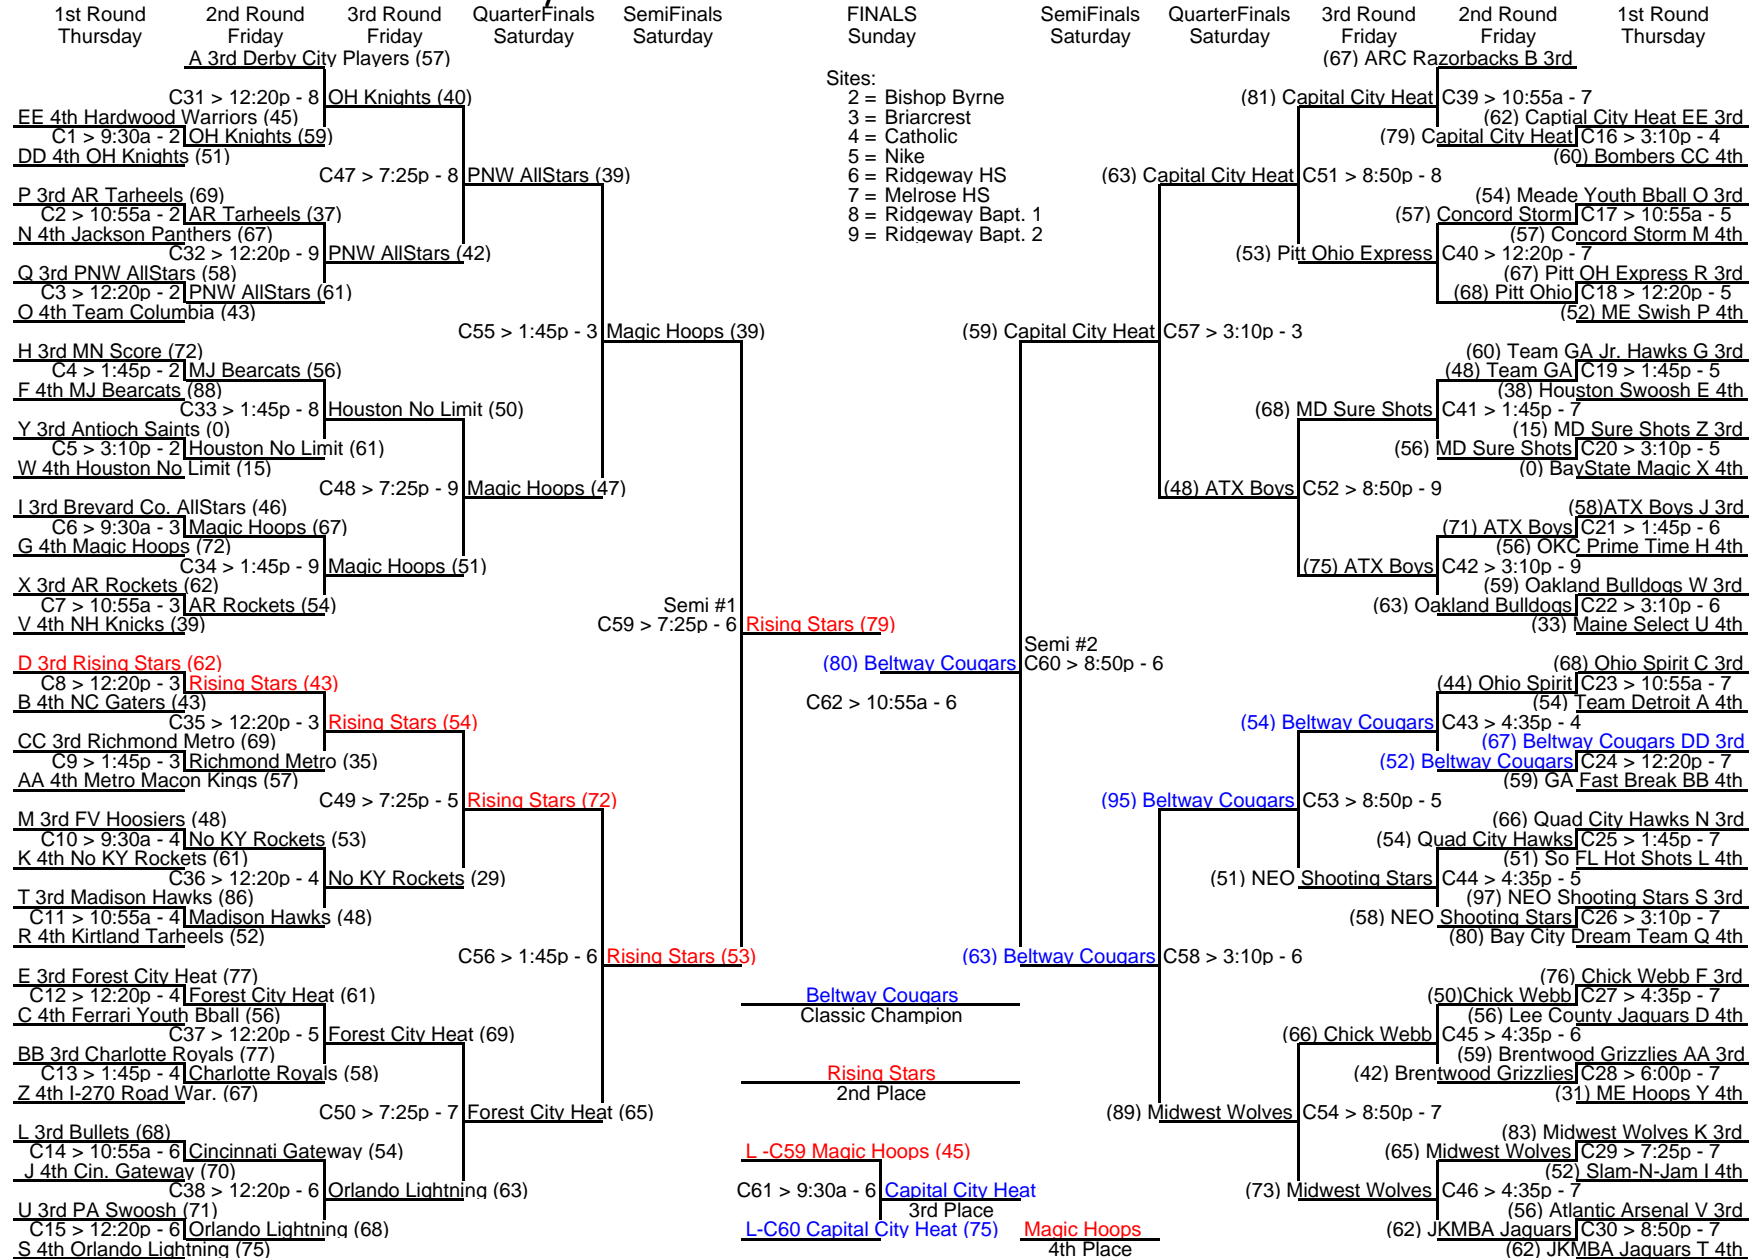 1st Round 2nd Round 3rd Round QuarterFinals SemiFinals FINALS SemiFinals QuarterFinals 3rd Round 2nd Round 1st Round
Thursday Friday Friday Saturday Saturday Sunday Saturday Saturday Friday Friday Thursday
A 3rd Derby City Players (57) (67) ARC Razorbacks B 3rd
Sites:
C31 > 12:20p - 8 OH Knights (40) 2 = Bishop Byrne (81) Capital City Heat C39 > 10:55a - 7
EE 4th Hardwood Warriors (45) 3 = Briarcrest (62) Captial City Heat EE 3rd
C1 > 9:30a - 2 OH Knights (59) 4 = Catholic (79) Capital City Heat C16 > 3:10p - 4
DD 4th OH Knights (51) 5 = Nike (60) Bombers CC 4th
C47 > 7:25p - 8 PNW AllStars (39) 6 = Ridgeway HS (63) Capital City Heat C51 > 8:50p - 8
P 3rd AR Tarheels (69) 7 = Melrose HS (54) Meade Youth Bball O 3rd
C2 > 10:55a - 2 AR Tarheels (37) 8 = Ridgeway Bapt. 1 (57) Concord Storm C17 > 10:55a - 5
N 4th Jackson Panthers (67) 9 = Ridgeway Bapt. 2 (57) Concord Storm M 4th
C32 > 12:20p - 9 PNW AllStars (42) (53) Pitt Ohio Express C40 > 12:20p - 7
Q 3rd PNW AllStars (58) (67) Pitt OH Express R 3rd
C3 > 12:20p - 2 PNW AllStars (61) (68) Pitt Ohio C18 > 12:20p - 5
O 4th Team Columbia (43) (52) ME Swish P 4th
C55 > 1:45p - 3 Magic Hoops (39) (59) Capital City Heat C57 > 3:10p - 3
H 3rd MN Score (72) (60) Team GA Jr. Hawks G 3rd
C4 > 1:45p - 2 MJ Bearcats (56) (48) Team GA C19 > 1:45p - 5
F 4th MJ Bearcats (88) (38) Houston Swoosh E 4th
C33 > 1:45p - 8 Houston No Limit (50) (68) MD Sure Shots C41 > 1:45p - 7
Y 3rd Antioch Saints (0) (15) MD Sure Shots Z 3rd
C5 > 3:10p - 2 Houston No Limit (61) (56) MD Sure Shots C20 > 3:10p - 5
W 4th Houston No Limit (15) (0) BayState Magic X 4th
C48 > 7:25p - 9 Magic Hoops (47) (48) ATX Boys C52 > 8:50p - 9
I 3rd Brevard Co. AllStars (46) (58)ATX Boys J 3rd
C6 > 9:30a - 3 Magic Hoops (67) (71) ATX Boys C21 > 1:45p - 6
G 4th Magic Hoops (72) (56) OKC Prime Time H 4th
C34 > 1:45p - 9 Magic Hoops (51) (75) ATX Boys C42 > 3:10p - 9
X 3rd AR Rockets (62) (59) Oakland Bulldogs W 3rd
C7 > 10:55a - 3 AR Rockets (54) Semi #1 (63) Oakland Bulldogs C22 > 3:10p - 6
V 4th NH Knicks (39) C59 > 7:25p - 6 Rising Stars (79) (33) Maine Select U 4th
Semi #2
D 3rd Rising Stars (62) (80) Beltway Cougars C60 > 8:50p - 6 (68) Ohio Spirit C 3rd
C8 > 12:20p - 3 Rising Stars (43) (44) Ohio Spirit C23 > 10:55a - 7
B 4th NC Gaters (43) C62 > 10:55a - 6 (54) Team Detroit A 4th
C35 > 12:20p - 3 Rising Stars (54) (54) Beltway Cougars C43 > 4:35p - 4
CC 3rd Richmond Metro (69) (67) Beltway Cougars DD 3rd
C9 > 1:45p - 3 Richmond Metro (35) (52) Beltway Cougars C24 > 12:20p - 7
AA 4th Metro Macon Kings (57) (59) GA Fast Break BB 4th
C49 > 7:25p - 5 Rising Stars (72) (95) Beltway Cougars C53 > 8:50p - 5
M 3rd FV Hoosiers (48) (66) Quad City Hawks N 3rd
C10 > 9:30a - 4 No KY Rockets (53) (54) Quad City Hawks C25 > 1:45p - 7
K 4th No KY Rockets (61) (51) So FL Hot Shots L 4th
C36 > 12:20p - 4 No KY Rockets (29) (51) NEO Shooting Stars C44 > 4:35p - 5
T 3rd Madison Hawks (86) (97) NEO Shooting Stars S 3rd
C11 > 10:55a - 4 Madison Hawks (48) (58) NEO Shooting Stars C26 > 3:10p - 7
R 4th Kirtland Tarheels (52) (80) Bay City Dream Team Q 4th
C56 > 1:45p - 6 Rising Stars (53) (63) Beltway Cougars C58 > 3:10p - 6
E 3rd Forest City Heat (77) (76) Chick Webb F 3rd
C12 > 12:20p - 4 Forest City Heat (61) Beltway Cougars (50)Chick Webb C27 > 4:35p - 7
C 4th Ferrari Youth Bball (56) Classic Champion (56) Lee County Jaguars D 4th
C37 > 12:20p - 5 Forest City Heat (69) (66) Chick Webb C45 > 4:35p - 6
BB 3rd Charlotte Royals (77) (59) Brentwood Grizzlies AA 3rd
C13 > 1:45p - 4 Charlotte Royals (58) Rising Stars (42) Brentwood Grizzlies C28 > 6:00p - 7
Z 4th I-270 Road War. (67) 2nd Place (31) ME Hoops Y 4th
C50 > 7:25p - 7 Forest City Heat (65) (89) Midwest Wolves C54 > 8:50p - 7
L 3rd Bullets (68) (83) Midwest Wolves K 3rd
C14 > 10:55a - 6 Cincinnati Gateway (54) L -C59 Magic Hoops (45) (65) Midwest Wolves C29 > 7:25p - 7
J 4th Cin. Gateway (70) (52) Slam-N-Jam I 4th
C38 > 12:20p - 6 Orlando Lightning (63) C61 > 9:30a - 6 Capital City Heat (73) Midwest Wolves C46 > 4:35p - 7
U 3rd PA Swoosh (71) 3rd Place (56) Atlantic Arsenal V 3rd
C15 > 12:20p - 6 Orlando Lightning (68) L-C60 Capital City Heat (75) Magic Hoops (62) JKMBA Jaguars C30 > 8:50p - 7
S 4th Orlando Lightning (75) 4th Place (62) JKMBA Jaguars T 4th